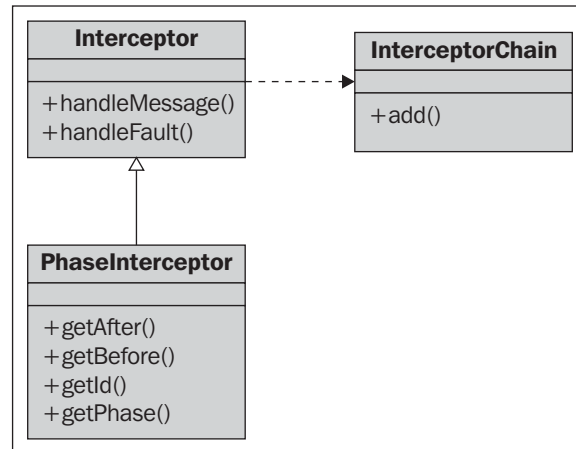 Interceptor
+handleMessage()
+handleFault()
InterceptorChain
+add()
PhaseInterceptor
+getAfter()
+getBefore()
+getId()
+getPhase()